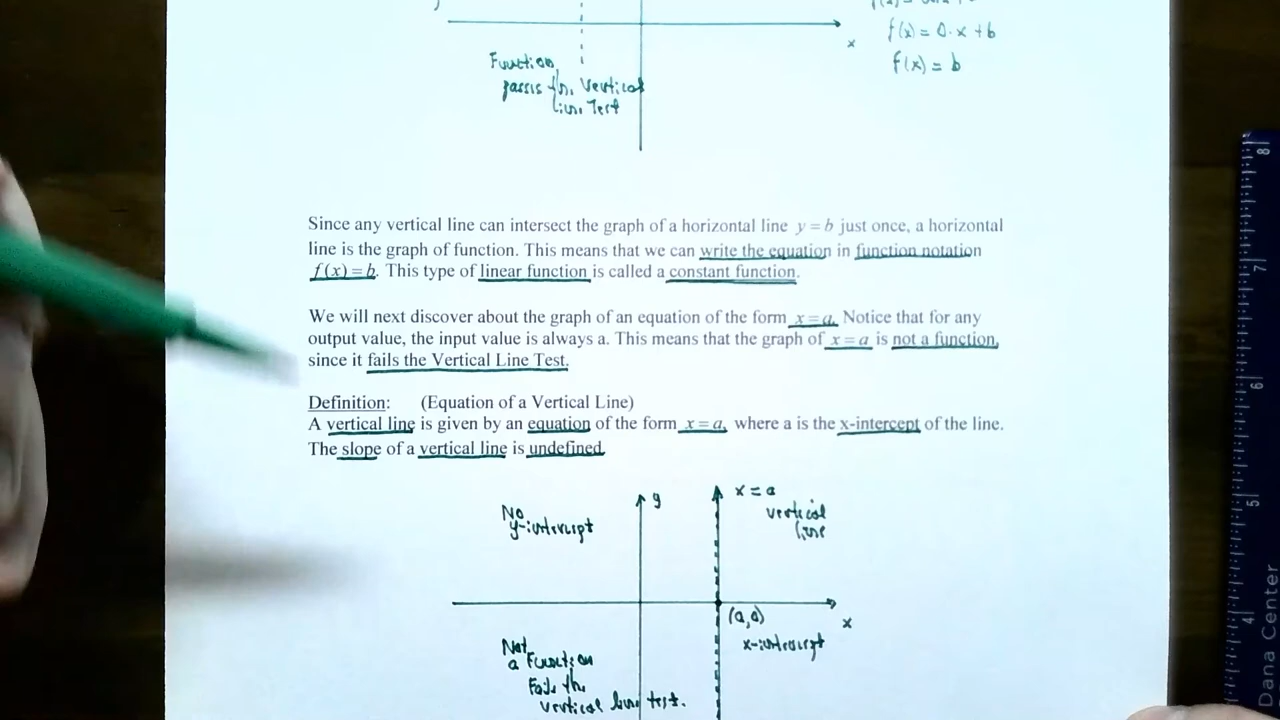 f(x) = 0·x + b
f(x) = b
x
Function
passes the Vertical
Line Test
Since any vertical line can intersect the graph of a horizontal line y = b just once, a horizontal
line is the graph of function. This means that we can write the equation in function notation
f(x) = b. This type of linear function is called a constant function.
We will next discover about the graph of an equation of the form x = a. Notice that for any
output value, the input value is always a. This means that the graph of x = a is not a function,
since it fails the Vertical Line Test.
Definition: (Equation of a Vertical Line)
A vertical line is given by an equation of the form x = a, where a is the x-intercept of the line.
The slope of a vertical line is undefined.
No
y-intercept
y
x = a
vertical
line
(a,0)
x
x-intercept
Not
a Function
Fails the
vertical line test.
8
7
6
5
4
Dana Center